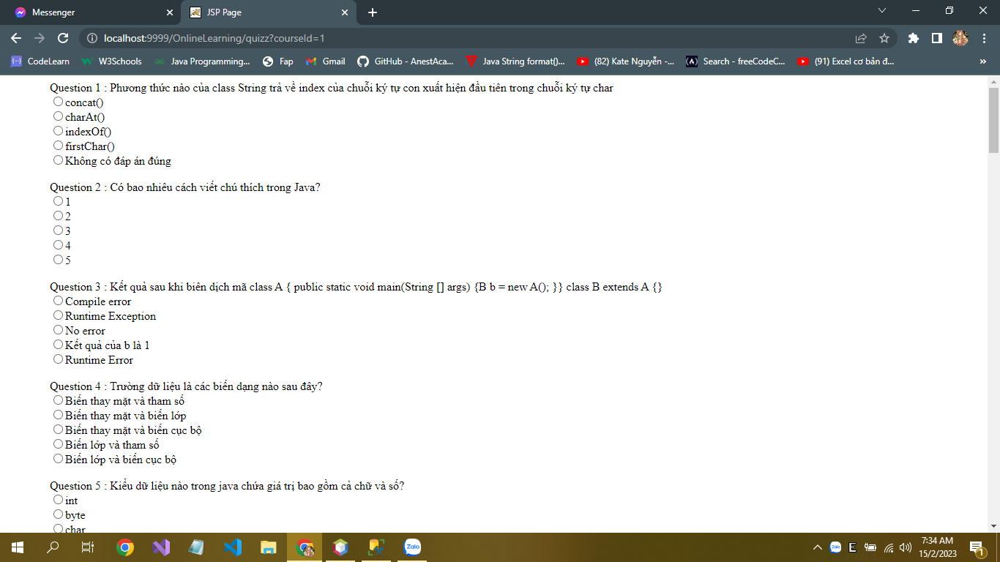 Messenger
JSP Page
localhost:9999/OnlineLearning/quizz?courseId=1
CodeLearn
W3Schools
Java Programming...
Fap
Gmail
GitHub - AnestAca...
Java String format()...
(82) Kate Nguyễn -...
Search - freeCodeC...
(91) Excel cơ bản đ...
Question 1 : Phương thức nào của class String trả về index của chuỗi ký tự con xuất hiện đầu tiên trong chuỗi ký tự char
concat()
charAt()
indexOf()
firstChar()
Không có đáp án đúng
Question 2 : Có bao nhiêu cách viết chú thích trong Java?
1
2
3
4
5
Question 3 : Kết quả sau khi biên dịch mã class A { public static void main(String [] args) {B b = new A(); }} class B extends A {}
Compile error
Runtime Exception
No error
Kết quả của b là 1
Runtime Error
Question 4 : Trường dữ liệu là các biến dạng nào sau đây?
Biến thay mặt và tham số
Biến thay mặt và biến lớp
Biến thay mặt và biến cục bộ
Biến lớp và tham số
Biến lớp và biến cục bộ
Question 5 : Kiểu dữ liệu nào trong java chứa giá trị bao gồm cả chữ và số?
int
byte
char
Zalo
Zalo
E
7:34 AM
15/2/2023
1